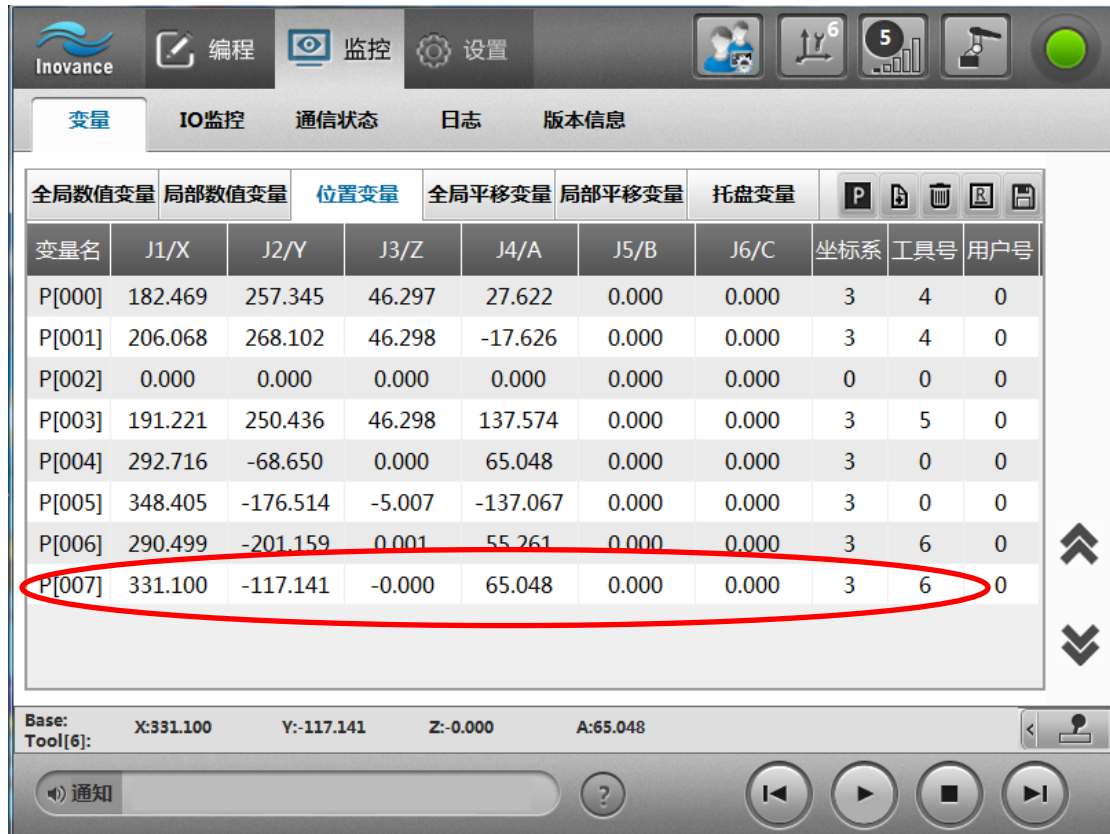 Inovance 编程 监控 设置 6 5
变量 IO监控 通信状态 日志 版本信息
全局数值变量 局部数值变量 位置变量 全局平移变量 局部平移变量 托盘变量 P R
变量名 J1/X J2/Y J3/Z J4/A J5/B J6/C 坐标系 工具号 用户号
P[000] 182.469 257.345 46.297 27.622 0.000 0.000 3 4 0
P[001] 206.068 268.102 46.298 -17.626 0.000 0.000 3 4 0
P[002] 0.000 0.000 0.000 0.000 0.000 0.000 0 0 0
P[003] 191.221 250.436 46.298 137.574 0.000 0.000 3 5 0
P[004] 292.716 -68.650 0.000 65.048 0.000 0.000 3 0 0
P[005] 348.405 -176.514 -5.007 -137.067 0.000 0.000 3 0 0
P[006] 290.499 -201.159 0.001 55.261 0.000 0.000 3 6 0
P[007] 331.100 -117.141 -0.000 65.048 0.000 0.000 3 6 0
Base:
Tool[6]: X:331.100 Y:-117.141 Z:-0.000 A:65.048
通知 ?